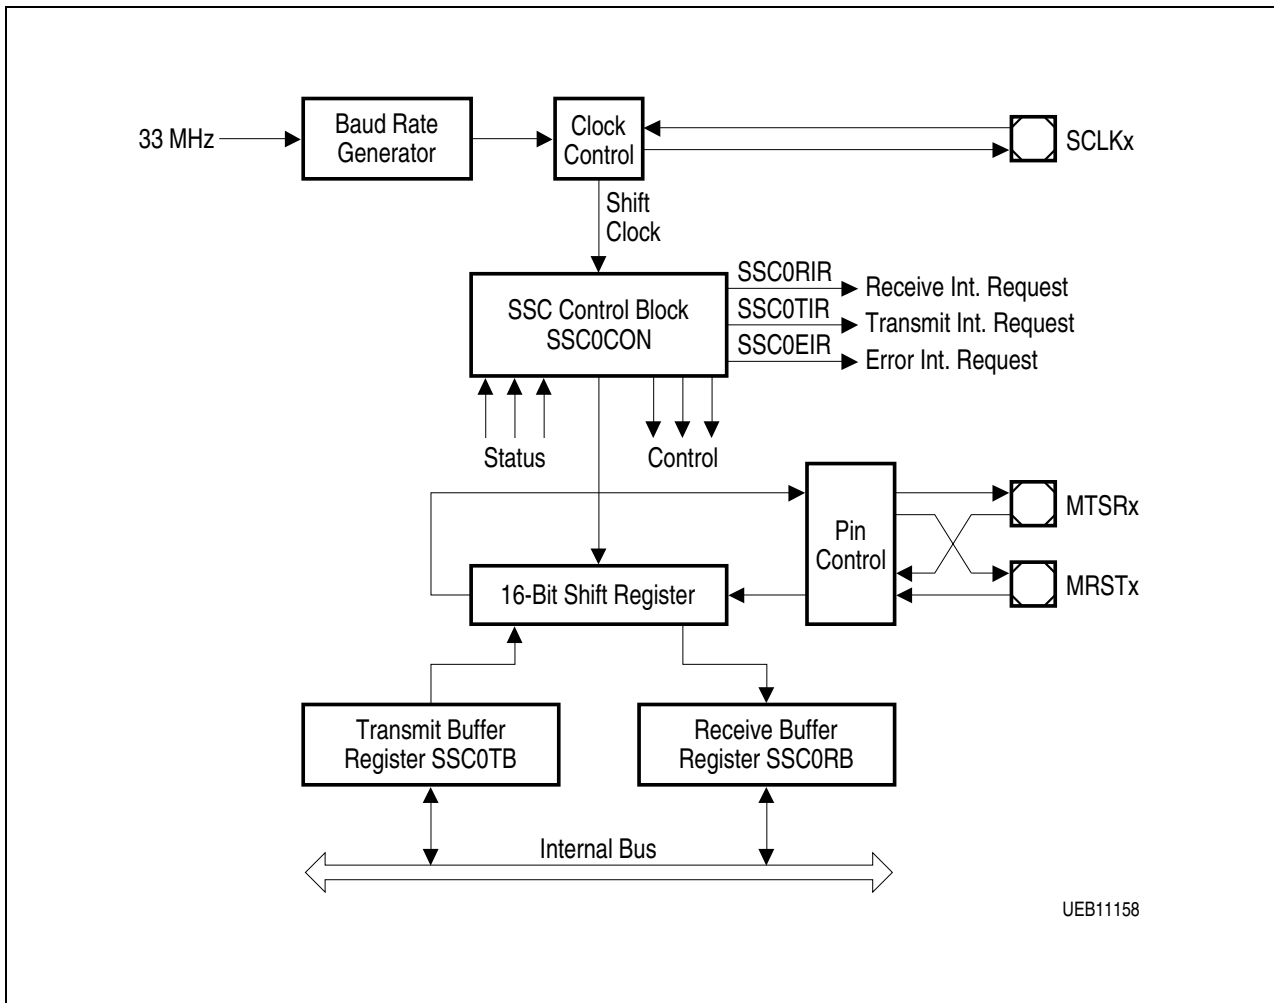 33 MHz
Baud Rate
Generator
Clock
Control
SCLKx
Shift
Clock
SSC Control Block
SSC0CON
SSC0RIR
Receive Int. Request
SSC0TIR
Transmit Int. Request
SSC0EIR
Error Int. Request
Status
Control
Pin
Control
MTSRx
MRSTx
16-Bit Shift Register
Transmit Buffer
Register SSC0TB
Receive Buffer
Register SSC0RB
Internal Bus
UEB11158